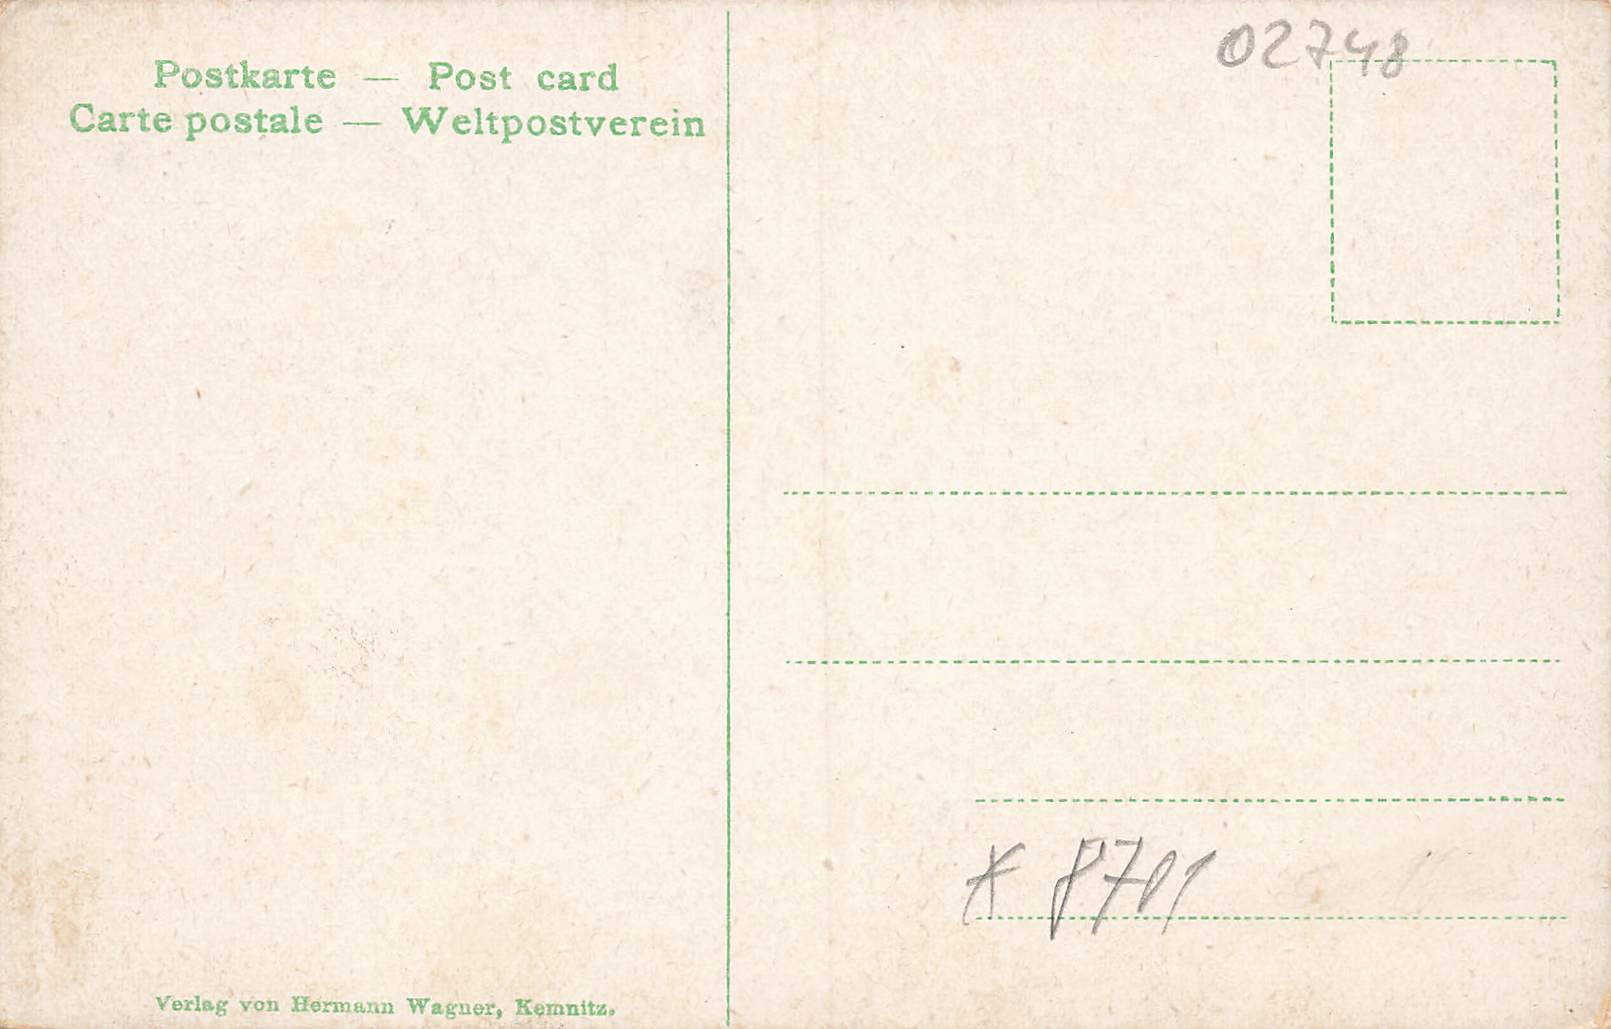 Postkarte — Post card
Carte postale — Weltpostverein
02748
* 8701
Verlag von Hermann Wagner, Kemnitz.